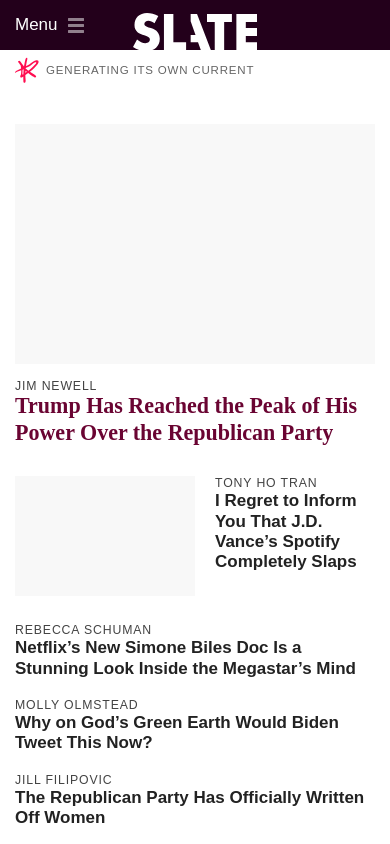 Menu
SLATE
GENERATING ITS OWN CURRENT
JIM NEWELL
Trump Has Reached the Peak of His
Power Over the Republican Party
TONY HO TRAN
I Regret to Inform
You That J.D.
Vance’s Spotify
Completely Slaps
REBECCA SCHUMAN
Netflix’s New Simone Biles Doc Is a
Stunning Look Inside the Megastar’s Mind
MOLLY OLMSTEAD
Why on God’s Green Earth Would Biden
Tweet This Now?
JILL FILIPOVIC
The Republican Party Has Officially Written
Off Women